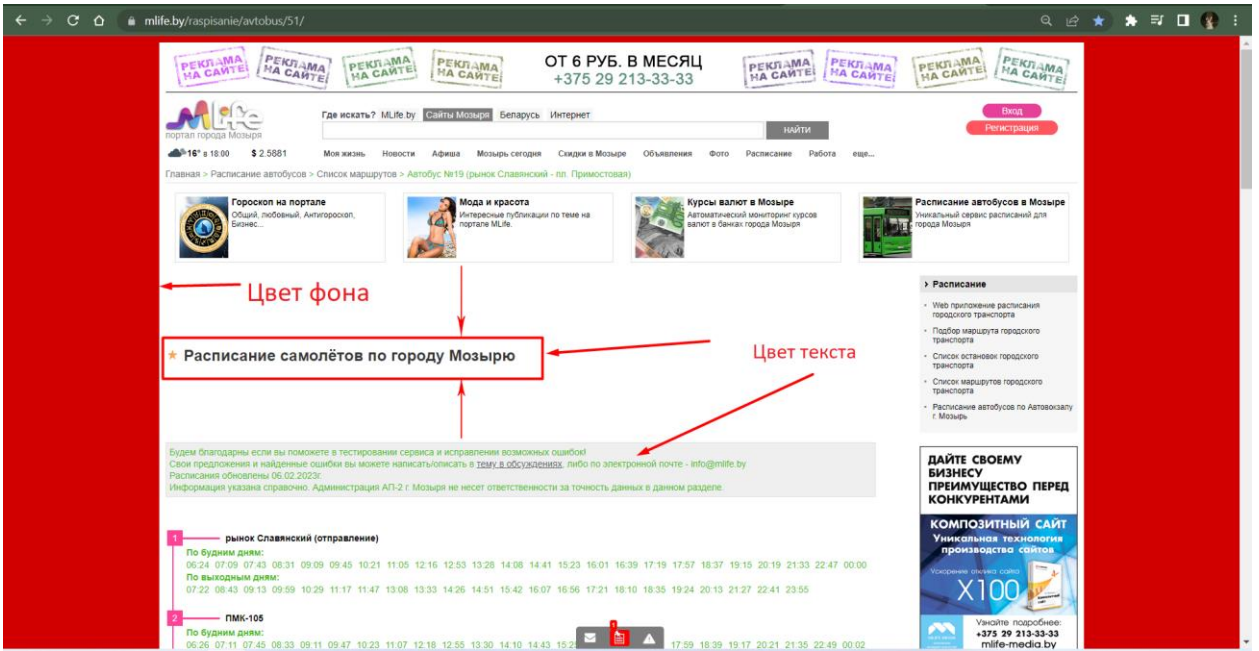 mlife.by/raspisanie/avtobus/51/
РЕКЛАМА НА САЙТЕ РЕКЛАМА НА САЙТЕ РЕКЛАМА НА САЙТЕ РЕКЛАМА НА САЙТЕ ОТ 6 РУБ. В МЕСЯЦ РЕКЛАМА НА САЙТЕ РЕКЛАМА НА САЙТЕ РЕКЛАМА НА САЙТЕ РЕКЛАМА НА САЙТЕ
+375 29 213-33-33
MLife
портал города Мозыря
Где искать? MLife.by Сайты Мозыря Беларусь Интернет
НАЙТИ
Вход
Регистрация
16° в 18:00 $ 2.5881 Моя жизнь Новости Афиша Мозырь сегодня Скидки в Мозыре Объявления Фото Расписание Работа еще...
Главная > Расписание автобусов > Список маршрутов > Автобус №19 (рынок Славянский - пл. Примостовая)
Гороскоп на портале
Общий, любовный, Антигороскоп,
Бизнес...
Мода и красота
Интересные публикации по теме на
портале MLife.
Курсы валют в Мозыре
Автоматический мониторинг курсов
валют в банках города Мозыря
Расписание автобусов в Мозыре
Уникальный сервис расписаний для
города Мозыря
Цвет фона
Расписание самолётов по городу Мозырю
Цвет текста
Расписание
Web приложение расписания
городского транспорта
Подбор маршрута городского
транспорта
Список остановок городского
транспорта
Список маршрутов городского
транспорта
Расписание автобусов по Автовокзалу
г. Мозырь
Будем благодарны если вы поможете в тестировании сервиса и исправлении возможных ошибок!
Свои предложения и найденные ошибки вы можете написать/описать в тему в обсуждениях, либо по электронной почте - info@mlife.by
Расписания обновлены 06.02.2023г.
Информация указана справочно. Администрация АП-2 г. Мозыря не несет ответственности за точность данных в данном разделе.
1 рынок Славянский (отправление)
По будним дням:
06:24 07:09 07:43 08:31 09:09 09:45 10:21 11:05 12:16 12:53 13:28 14:08 14:41 15:23 16:01 16:39 17:19 17:57 18:37 19:15 20:19 21:33 22:47 00:00
По выходным дням:
07:22 08:43 09:13 09:59 10:29 11:17 11:47 13:08 13:33 14:26 14:51 15:42 16:07 16:56 17:21 18:10 18:35 19:24 20:13 21:27 22:41 23:55
2 ПМК-105
По будним дням:
06:26 07:11 07:45 08:33 09:11 09:47 10:23 11:07 12:18 12:55 13:30 14:10 14:43 17:59 18:39 19:17 20:21 21:35 22:49 00:02
1
ДАЙТЕ СВОЕМУ
БИЗНЕСУ
ПРЕИМУЩЕСТВО ПЕРЕД
КОНКУРЕНТАМИ
КОМПОЗИТНЫЙ САЙТ
Уникальная технология
производства сайтов
Ускорение отклика сайта
X100
Узнайте подробнее:
+375 29 213-33-33
mlife-media.by